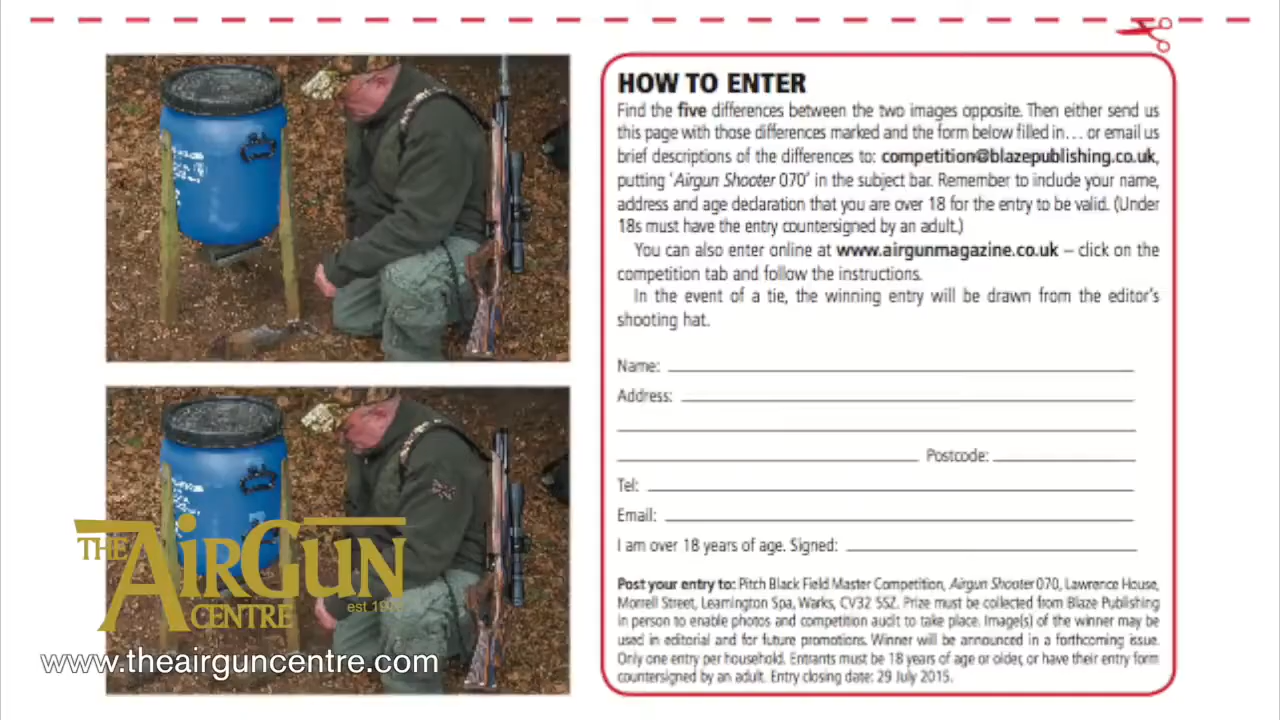 HOW TO ENTER
Find the five differences between the two images opposite. Then either send us
this page with those differences marked and the form below filled in... or email us
brief descriptions of the differences to: competition@blazepublishing.co.uk,
putting 'Airgun Shooter 070' in the subject bar. Remember to include your name,
address and age declaration that you are over 18 for the entry to be valid. (Under
18s must have the entry countersigned by an adult.)
You can also enter online at www.airgunmagazine.co.uk – click on the
competition tab and follow the instructions.
In the event of a tie, the winning entry will be drawn from the editor's
shooting hat.
Name:
Address:
Postcode:
Tel:
Email:
I am over 18 years of age. Signed:
Post your entry to: Pitch Black Field Master Competition, Airgun Shooter 070, Lawrence House,
Morrell Street, Leamington Spa, Warks, CV32 5SZ. Prize must be collected from Blaze Publishing
in person to enable photos and competition audit to take place. Image(s) of the winner may be
used in editorial and for future promotions. Winner will be announced in a forthcoming issue.
Only one entry per household. Entrants must be 18 years of age or older, or have their entry form
countersigned by an adult. Entry closing date: 29 July 2015.
THE AIRGUN
CENTRE
est
www.theairguncentre.com